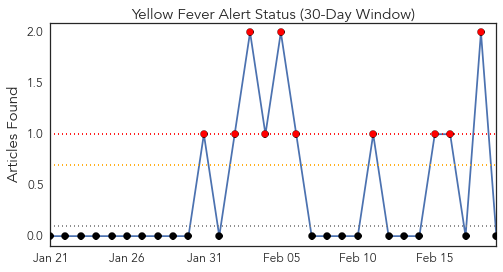 Yellow Fever Alert Status (30-Day Window)
Articles Found
2.0
1.5
1.0
0.5
0.0
Jan 21 Jan 26 Jan 31 Feb 05 Feb 10 Feb 15